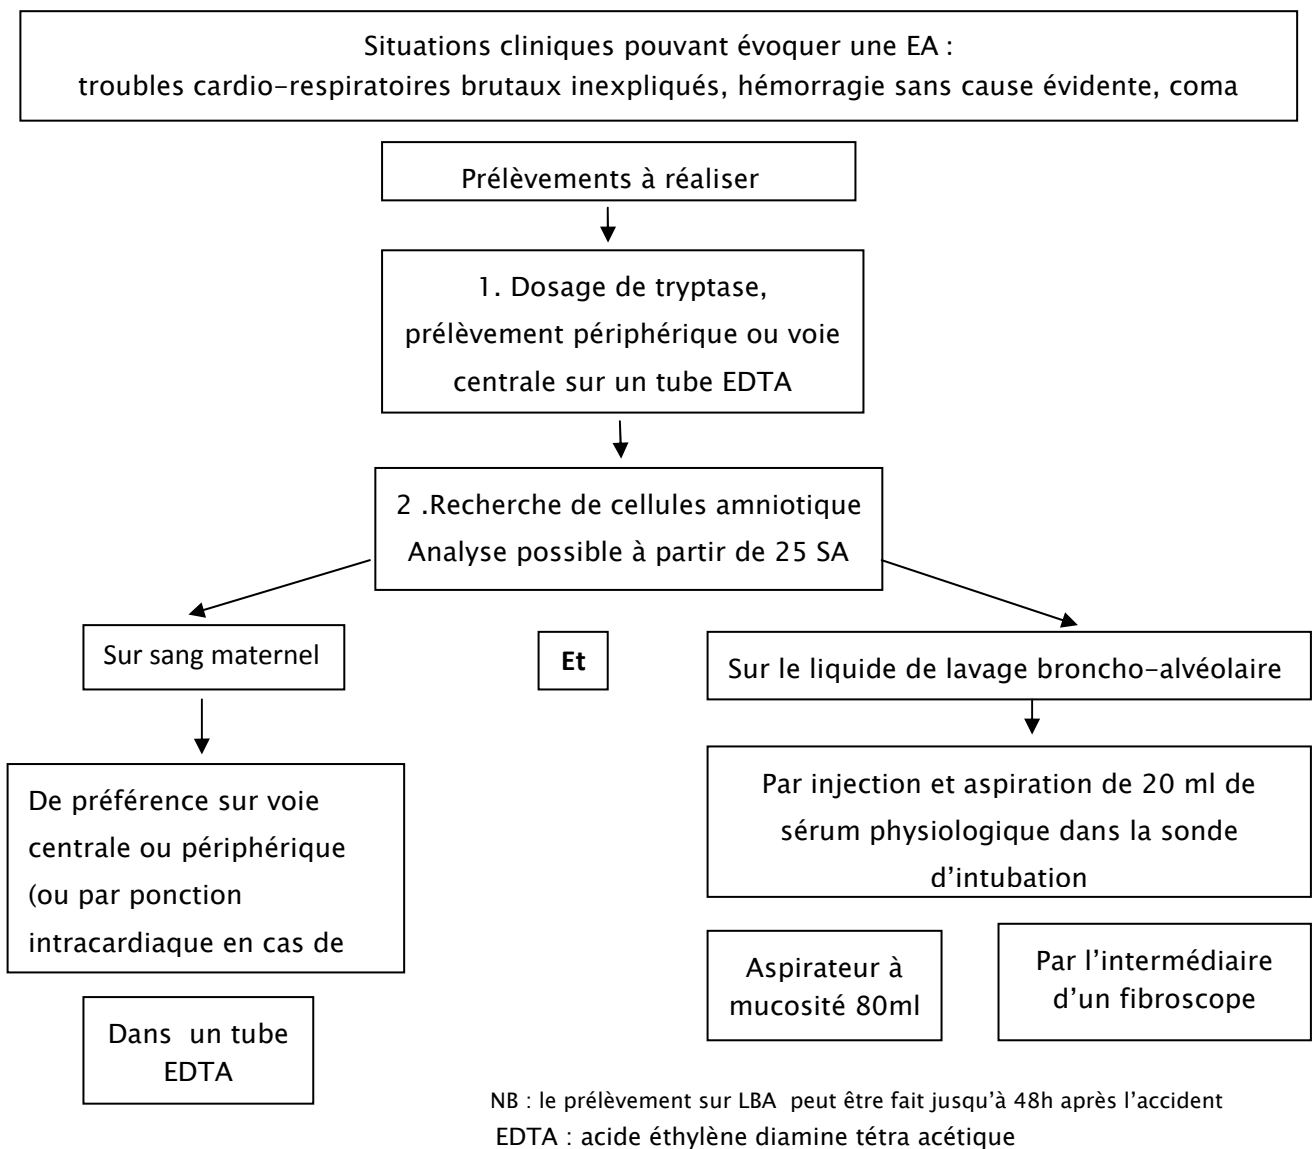 Situations cliniques pouvant évoquer une EA :
troubles cardio-respiratoires brutaux inexpliqués, hémorragie sans cause évidente, coma
Prélèvements à réaliser
1. Dosage de tryptase,
prélèvement périphérique ou voie
centrale sur un tube EDTA
2 .Recherche de cellules amniotique
Analyse possible à partir de 25 SA
Sur sang maternel
Et
Sur le liquide de lavage broncho-alvéolaire
De préférence sur voie
centrale ou périphérique
(ou par ponction
intracardiaque en cas de
Par injection et aspiration de 20 ml de
sérum physiologique dans la sonde
d'intubation
Aspirateur à
mucosité 80ml
Par l'intermédiaire
d'un fibroscope
Dans un tube
EDTA
NB : le prélèvement sur LBA peut être fait jusqu'à 48h après l'accident
EDTA : acide éthylène diamine tétra acétique